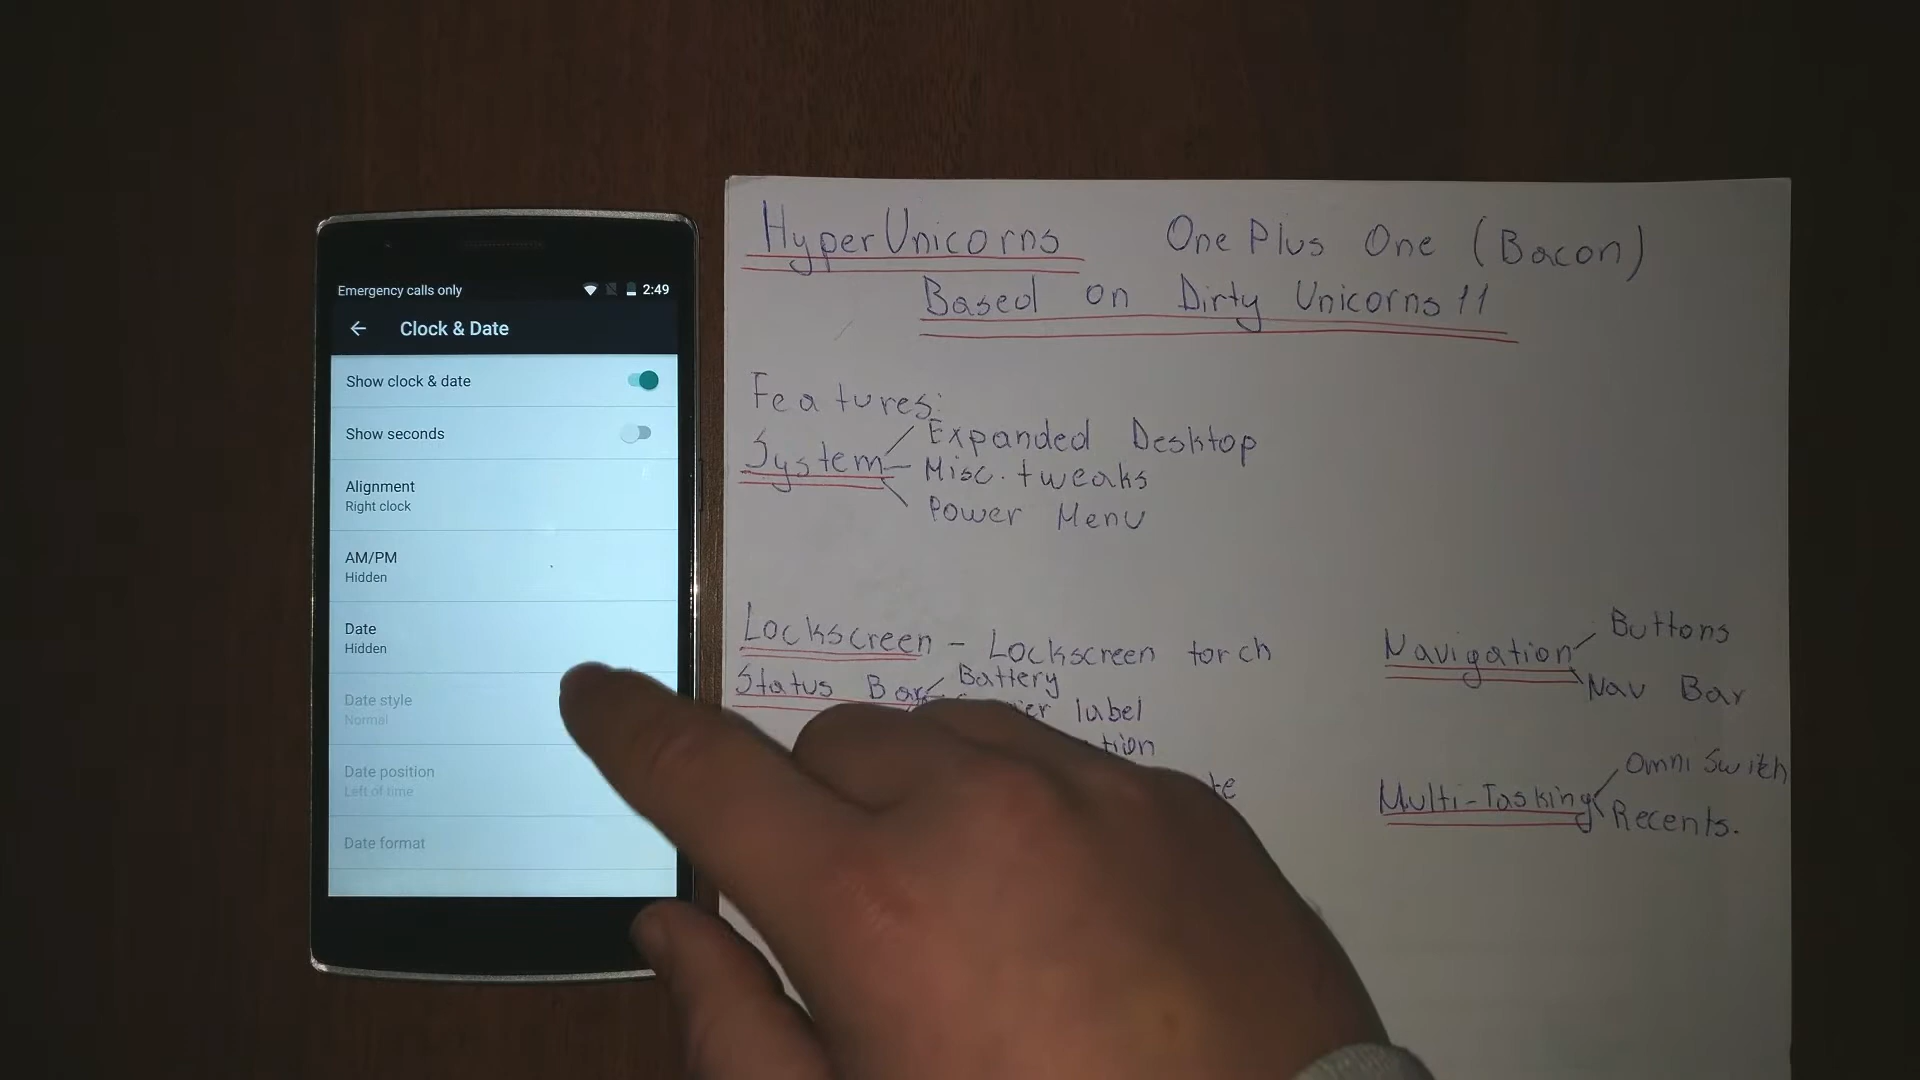 Emergency calls only 2:49
Clock & Date
Show clock & date
Show seconds
Alignment
Right clock
AM/PM
Hidden
Date
Hidden
Date style
Normal
Date position
Left of time
Date format
HyperUnicorns OnePlus One (Bacon)
Based on Dirty Unicorns 11
Features:
System
Expanded Desktop
Misc. tweaks
Power Menu
Lockscreen - Lockscreen torch
Status Bar
Battery
label
Navigation
Buttons
Nav Bar
Multi-Tasking
Omni Switch
Recents.